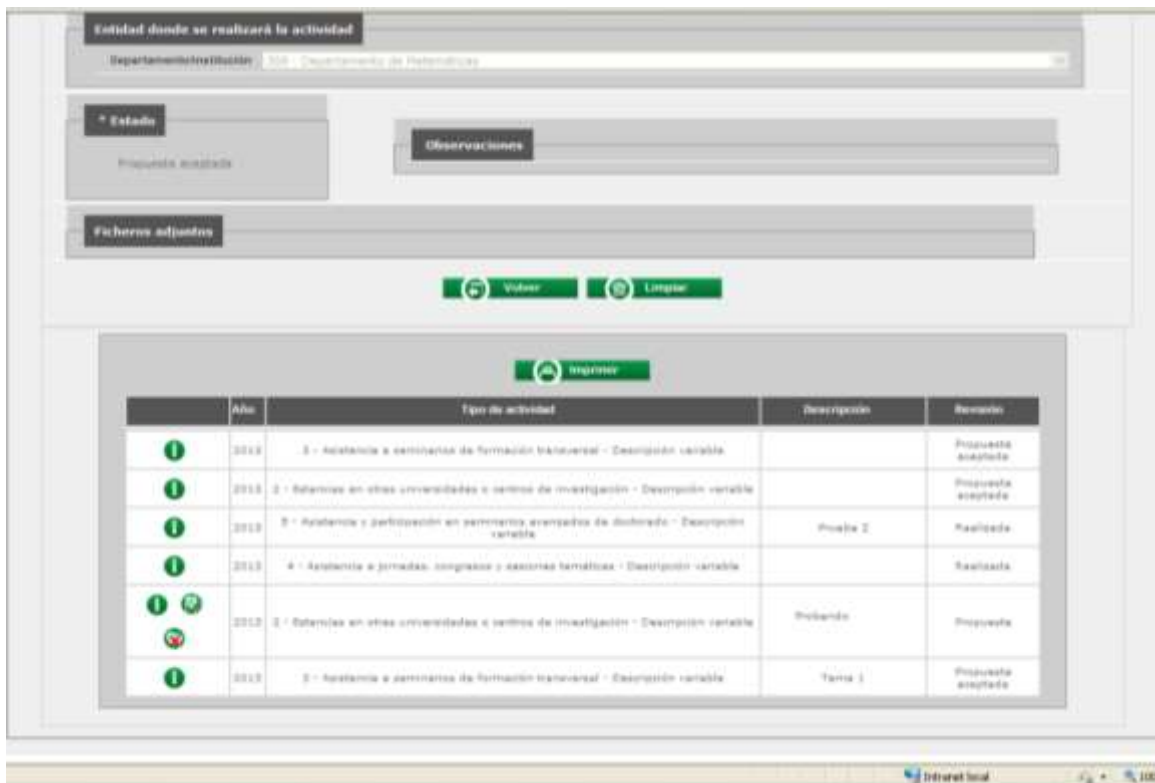 Entidad donde se realizará la actividad
Departamento/Institución - Departamento de Matemáticas
* Estado
Observaciones
Propuesta aceptada
Ficheros adjuntos
Volver Limpiar
Imprimir
Año Tipo de actividad Descripción Revisión
2013 3 - Asistencia a seminarios de formación transversal - Descripción variable Propuesta
aceptada
2013 2 - Estancias en otras universidades o centros de investigación - Descripción variable Propuesta
aceptada
2013 5 - Asistencia y participación en seminarios avanzados de doctorado - Descripción
variable Prueba 2 Realizada
2013 4 - Asistencia a jornadas, congresos y sesiones temáticas - Descripción variable Realizada
2013 2 - Estancias en otras universidades o centros de investigación - Descripción variable Probando Propuesta
2013 3 - Asistencia a seminarios de formación transversal - Descripción variable Tema 1 Propuesta
aceptada
Intranet local